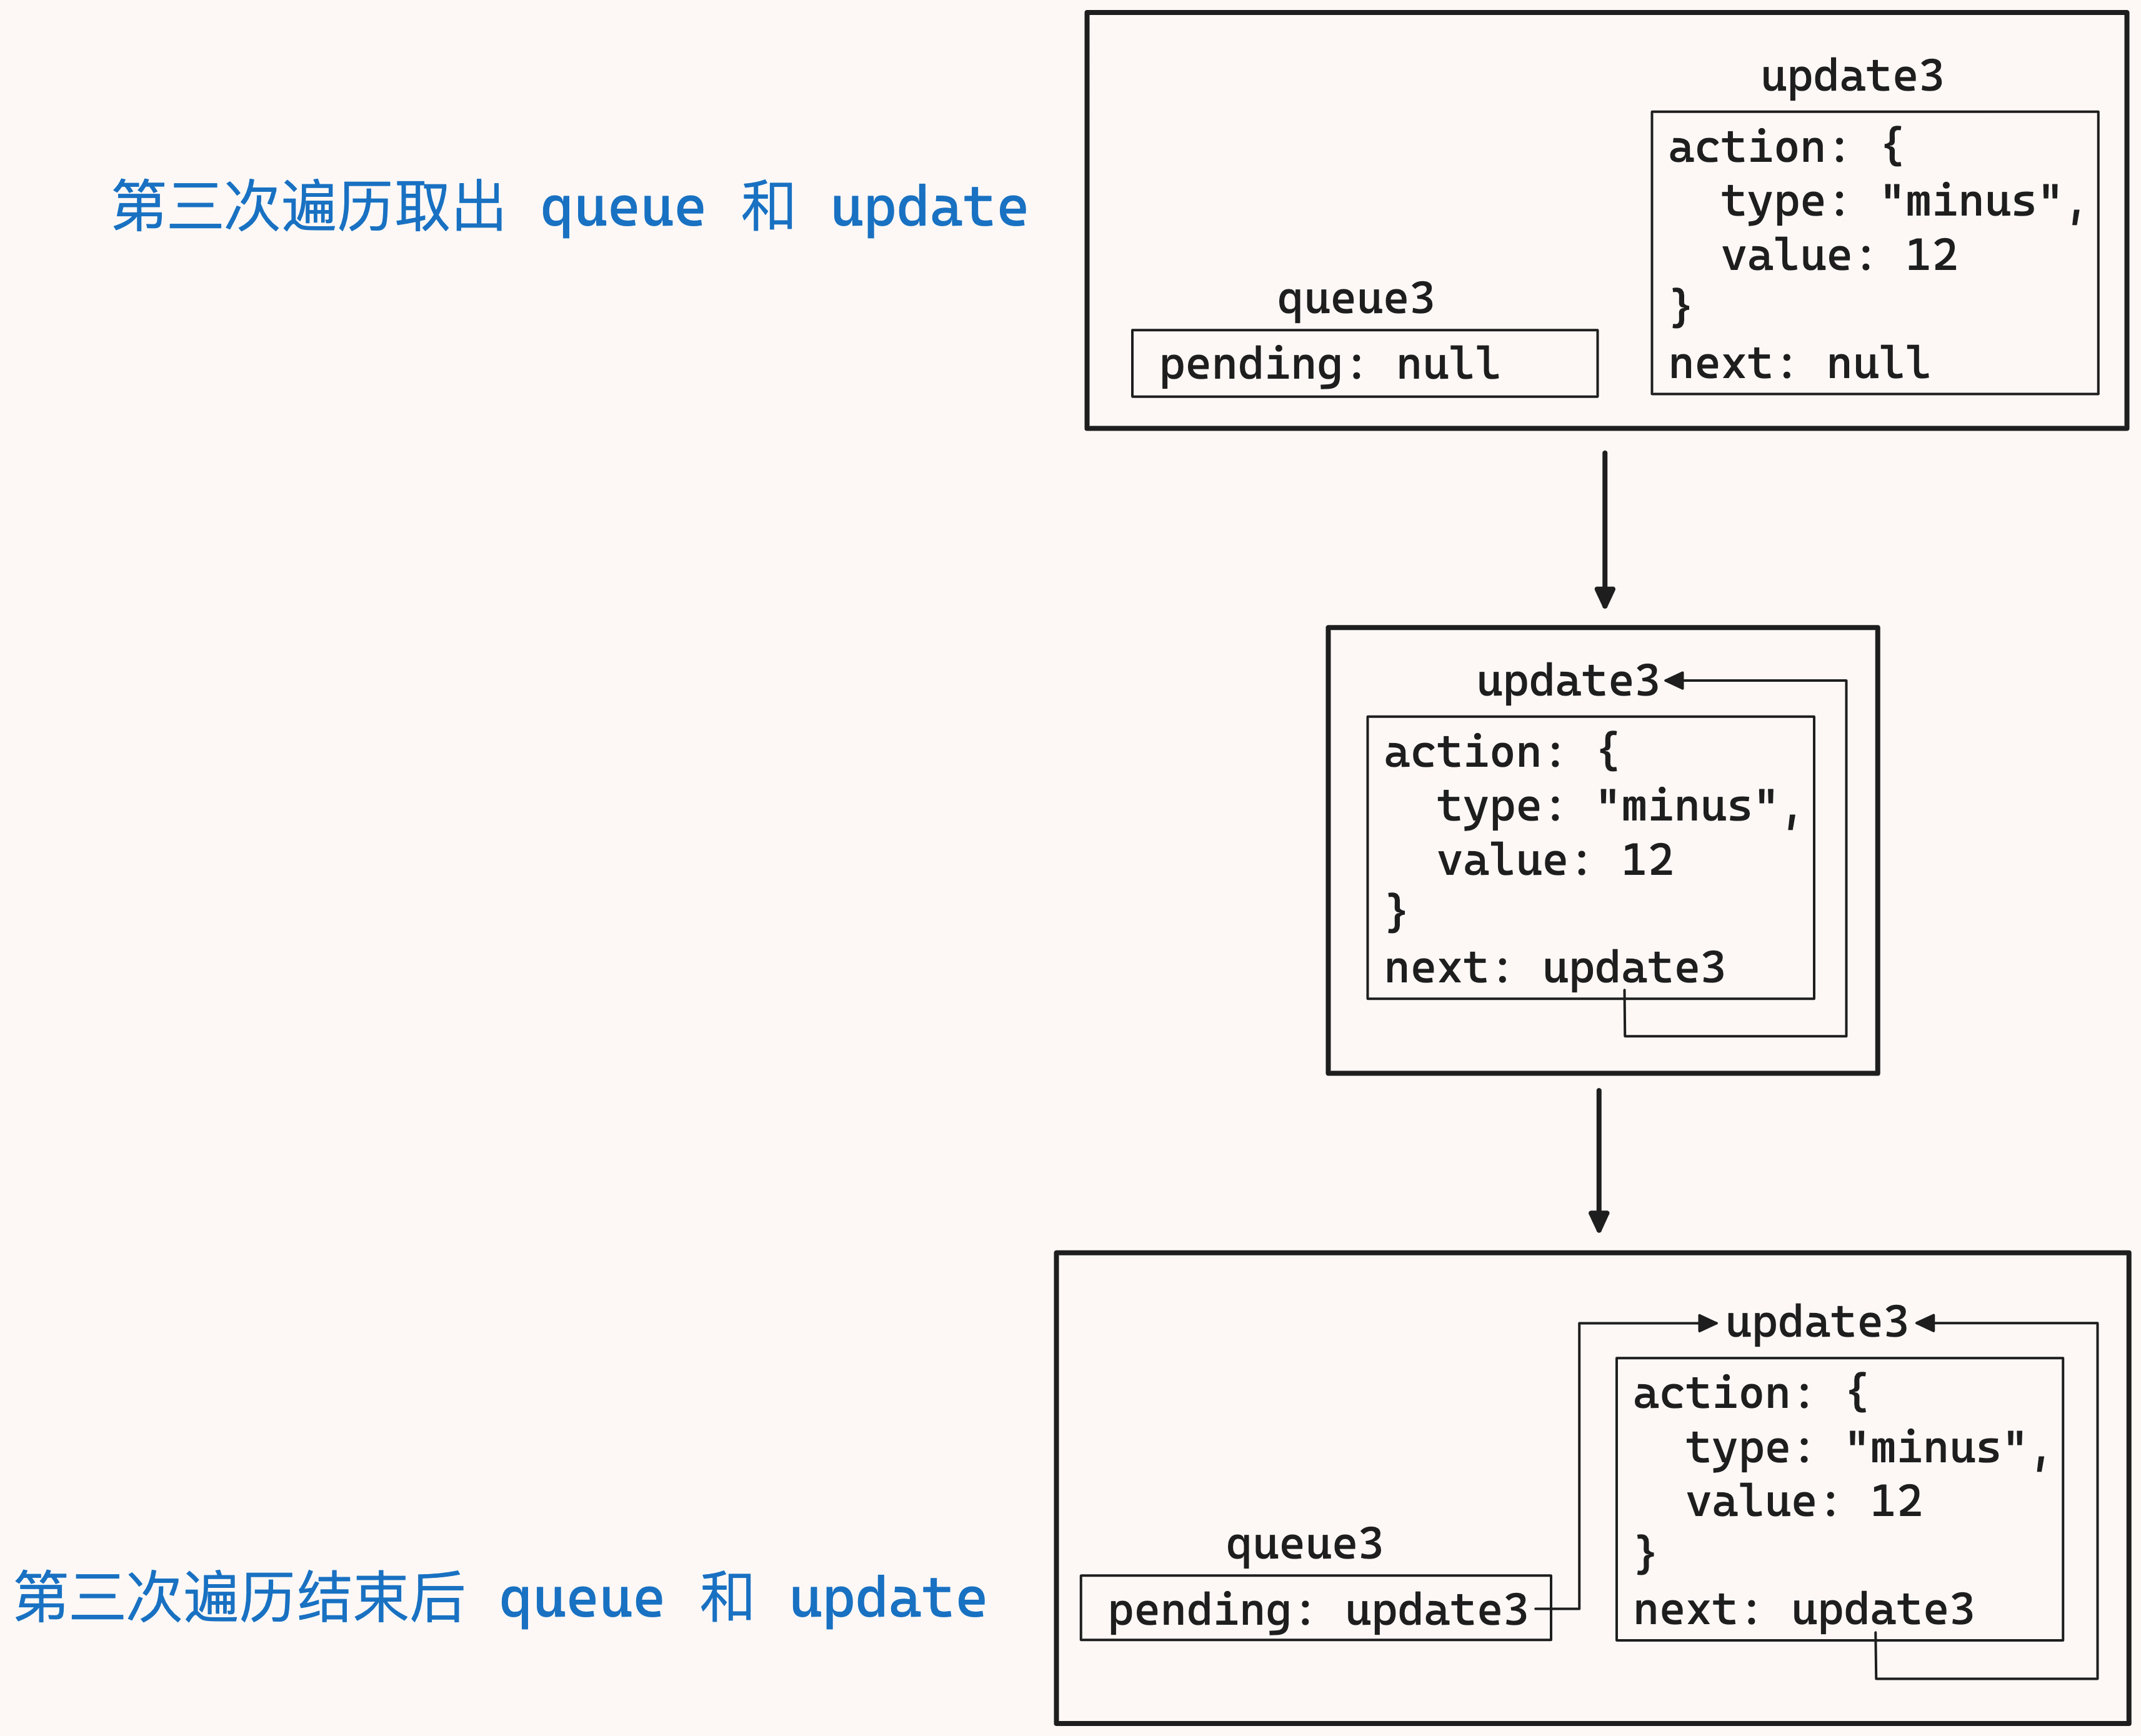 第三次遍历取出 queue 和 update
update3
action: {
type: "minus",
value: 12
}
next: null
queue3
pending: null
update3
action: {
type: "minus",
value: 12
}
next: update3
第三次遍历结束后 queue 和 update
update3
action: {
type: "minus",
value: 12
}
next: update3
queue3
pending: update3